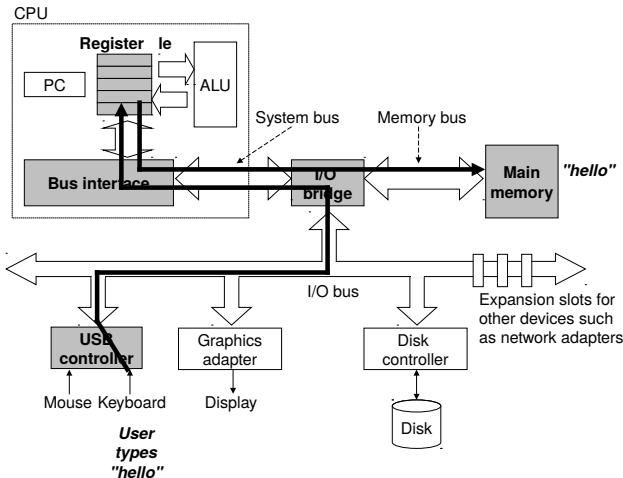 CPU
Register le
PC
ALU
System bus
Memory bus
Bus interface
I/O
bridge
Main
memory
"hello"
I/O bus
Expansion slots for
other devices such
as network adapters
USB
controller
Graphics
adapter
Disk
controller
Mouse Keyboard
Display
Disk
User
types
"hello"